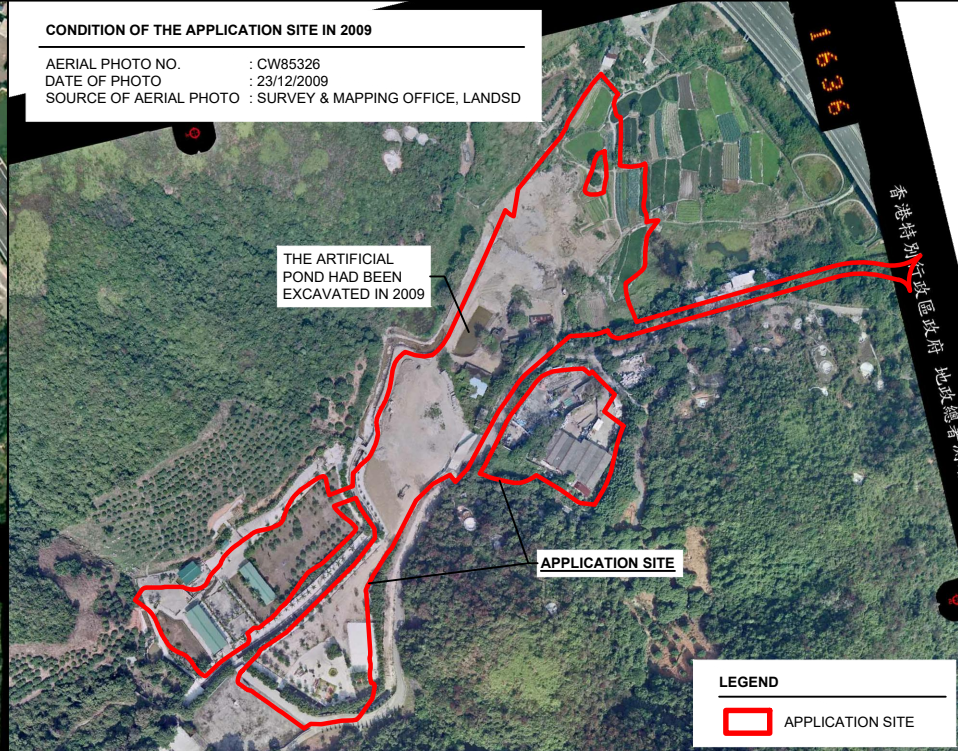 CONDITION OF THE APPLICATION SITE IN 2009
AERIAL PHOTO NO. : CW85326
DATE OF PHOTO : 23/12/2009
SOURCE OF AERIAL PHOTO : SURVEY & MAPPING OFFICE, LANDSD
1636
香港特別行政區政府 地政總署測
THE ARTIFICIAL
POND HAD BEEN
EXCAVATED IN 2009
APPLICATION SITE
LEGEND
APPLICATION SITE